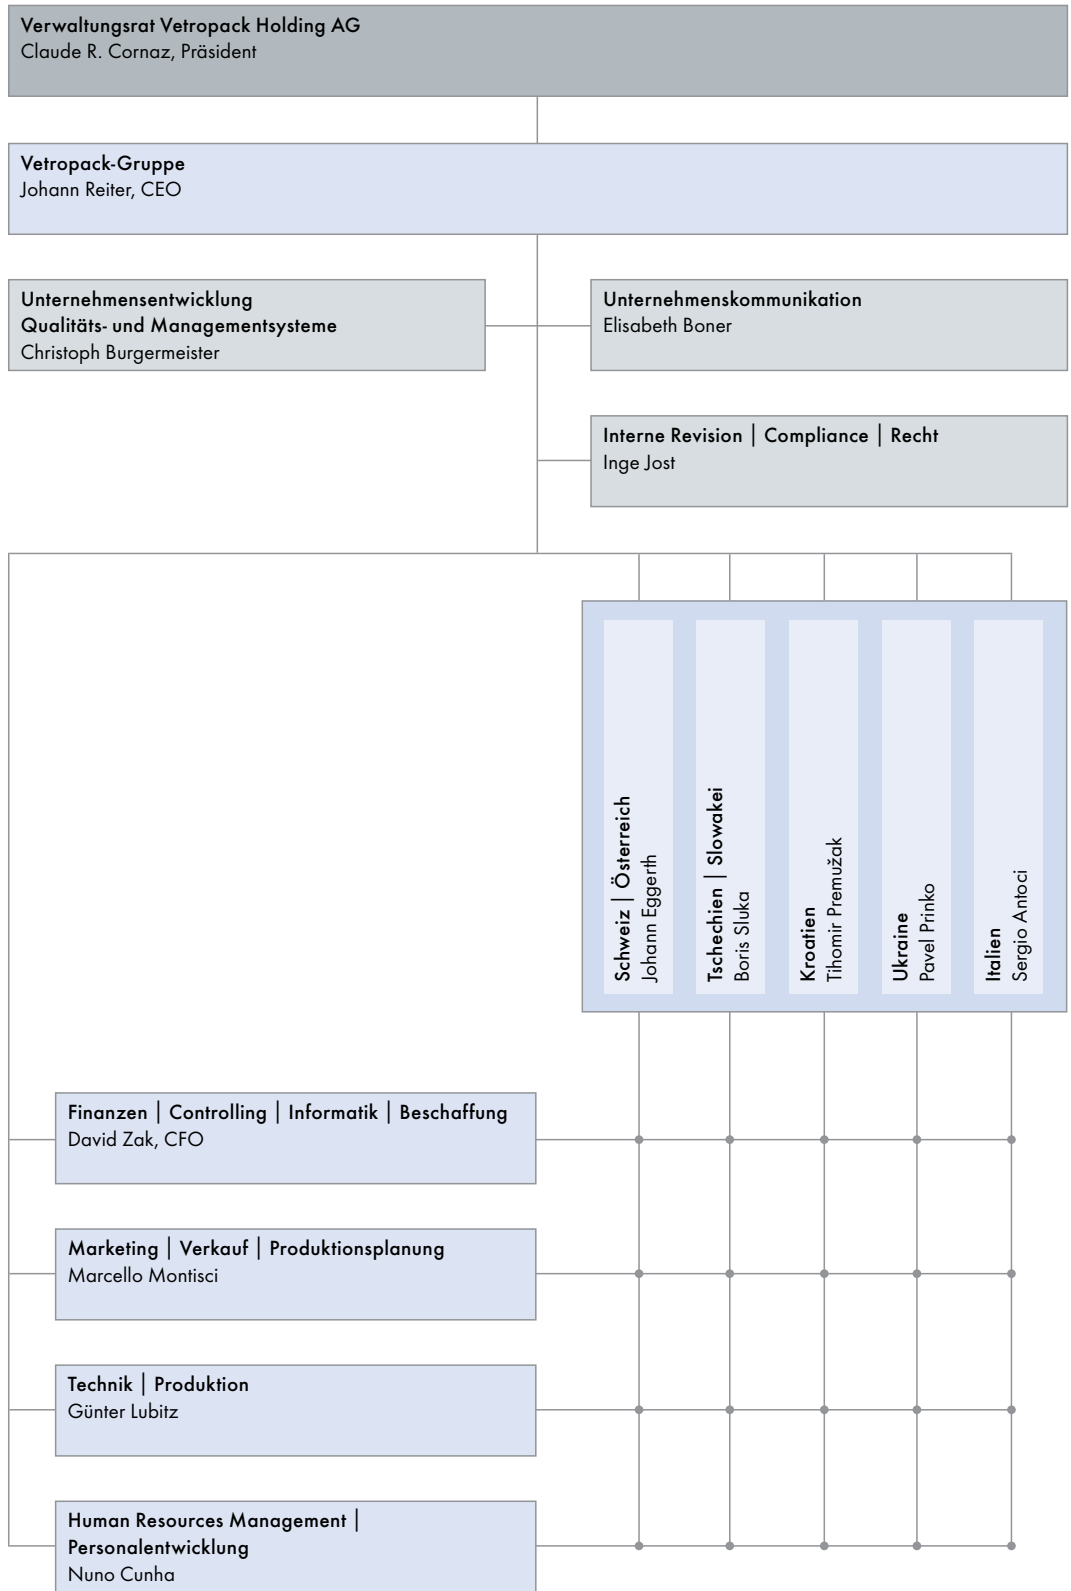 Verwaltungsrat Vetropack Holding AG
Claude R. Cornaz, Präsident
Vetropack-Gruppe
Johann Reiter, CEO
Unternehmensentwicklung
Qualitäts- und Managementsysteme
Christoph Burgermeister
Unternehmenskommunikation
Elisabeth Boner
Interne Revision | Compliance | Recht
Inge Jost
Schweiz | Österreich
Johann Eggerth
Tschechien | Slowakei
Boris Sluka
Kroatien
Tihomir Premužak
Ukraine
Pavel Prinko
Italien
Sergio Antoci
Finanzen | Controlling | Informatik | Beschaffung
David Zak, CFO
Marketing | Verkauf | Produktionsplanung
Marcello Montisci
Technik | Produktion
Günter Lubitz
Human Resources Management |
Personalentwicklung
Nuno Cunha